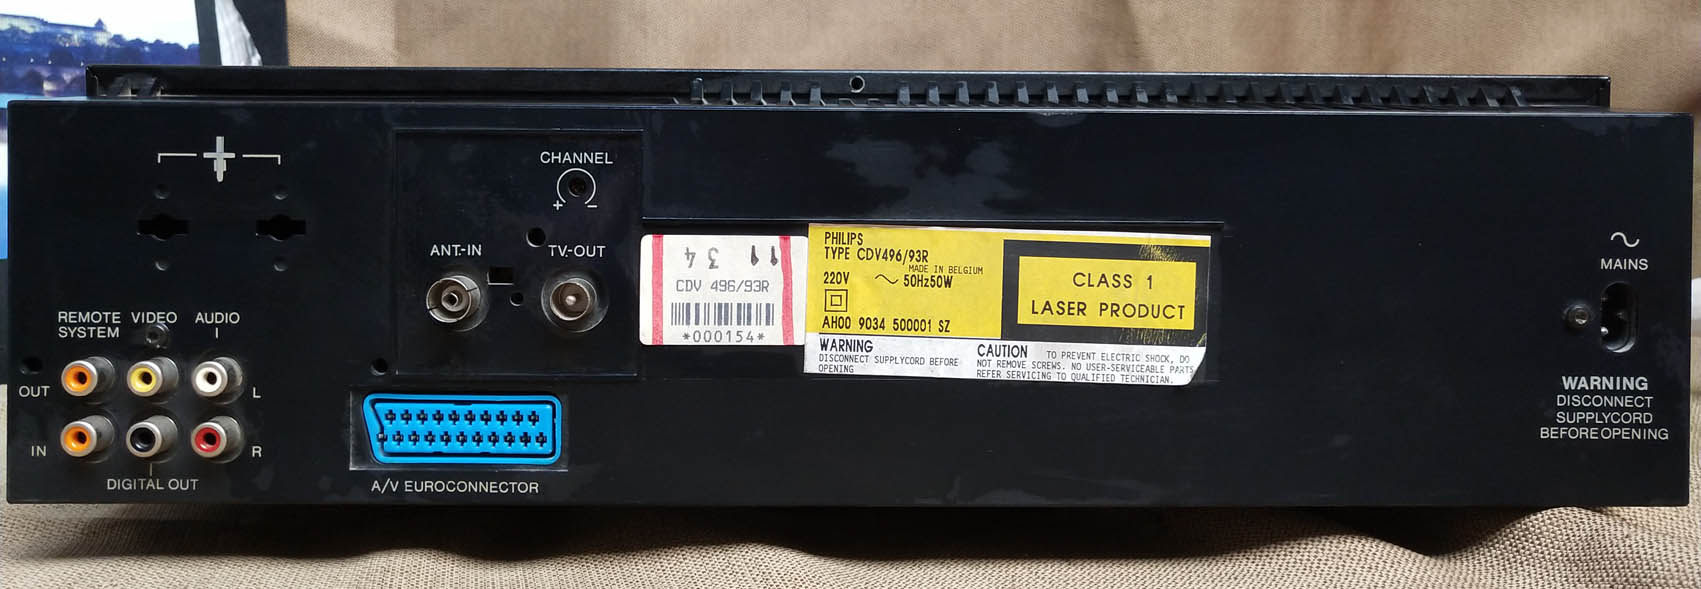 CHANNEL
+ −
ANT.-IN
TV.-OUT
REMOTE
SYSTEM
VIDEO
AUDIO
OUT
L
IN
R
DIGITAL OUT
A/V EUROCONNECTOR
11 34
CDV 496/93R
*000154*
PHILIPS
TYPE CDV496/93R
MADE IN BELGIUM
220V ~ 50Hz50W
AH00 9034 500001 SZ
CLASS 1
LASER PRODUCT
WARNING
DISCONNECT SUPPLYCORD BEFORE
OPENING
CAUTION TO PREVENT ELECTRIC SHOCK, DO
NOT REMOVE SCREWS. NO USER-SERVICEABLE PARTS
REFER SERVICING TO QUALIFIED TECHNICIAN.
~
MAINS
WARNING
DISCONNECT
SUPPLYCORD
BEFORE OPENING